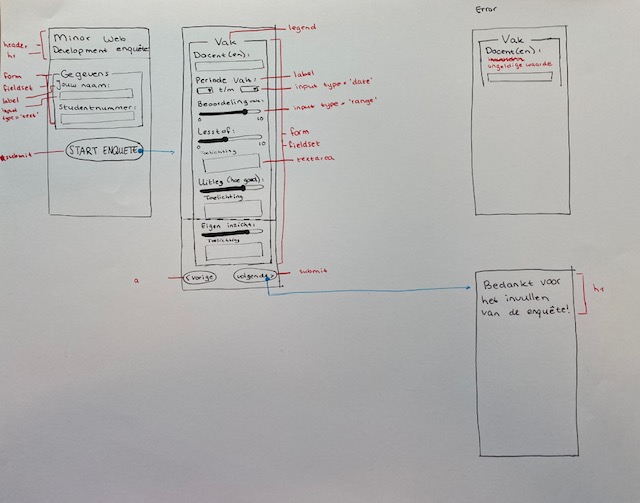 Minor Web
Development enquête
header
h1
form
fieldset
label
input
type='text'
submit
Gegevens
Jouw naam:
Studentnummer:
START ENQUETE
legend
Vak
Docent(en):
Periode vak:
t/m
Beoordeling vak:
0 10
Lesstof:
0 10
Toelichting
Uitleg (hoe goed):
Toelichting
Eigen inzicht:
Toelichting
< vorige
volgende >
label
input type='date'
input type='range'
form
fieldset
textarea
a
submit
Error
Vak
Docent(en):
ongeldige waarde
Bedankt voor
het invullen
van de enquête!
h1